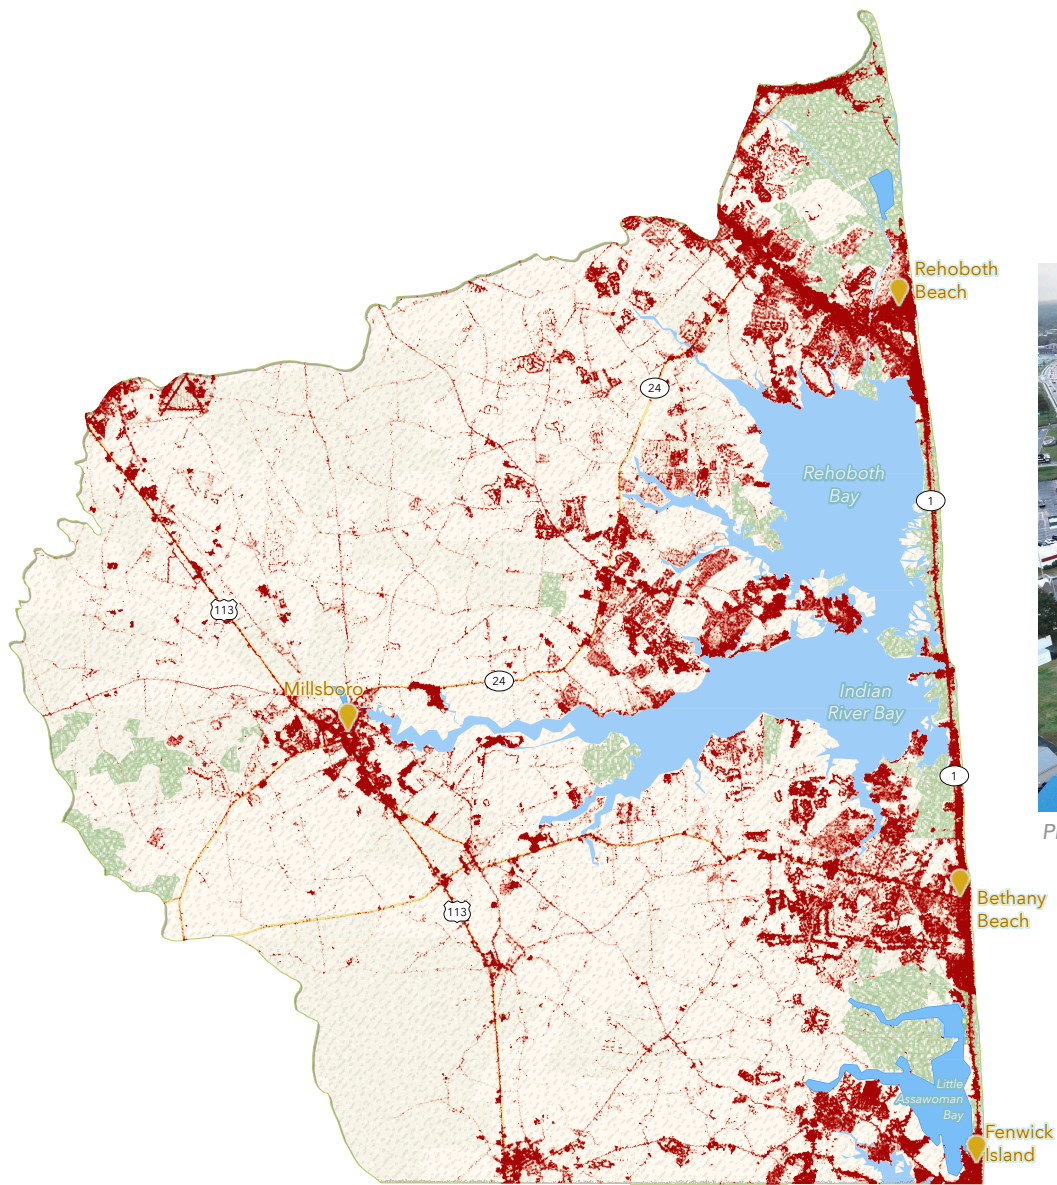 Rehoboth
Beach
24
Rehoboth
Bay
1
113
24
Millsboro
Indian
River Bay
1
113
Bethany
Beach
Little
Assawoman
Bay
Fenwick
Island